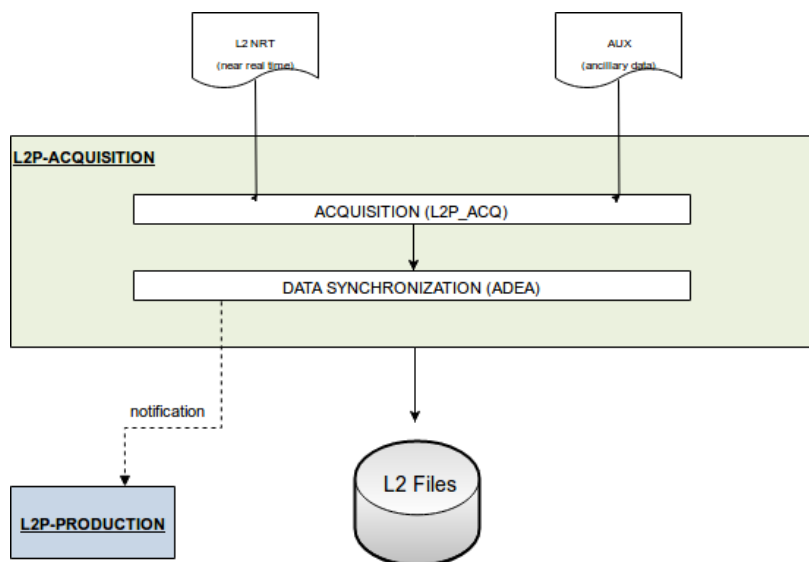 L2 NRT
(near real time)
AUX
(ancillary data)
L2P-ACQUISITION
ACQUISITION (L2P_ACQ)
DATA SYNCHRONIZATION (ADEA)
notification
L2 Files
L2P-PRODUCTION